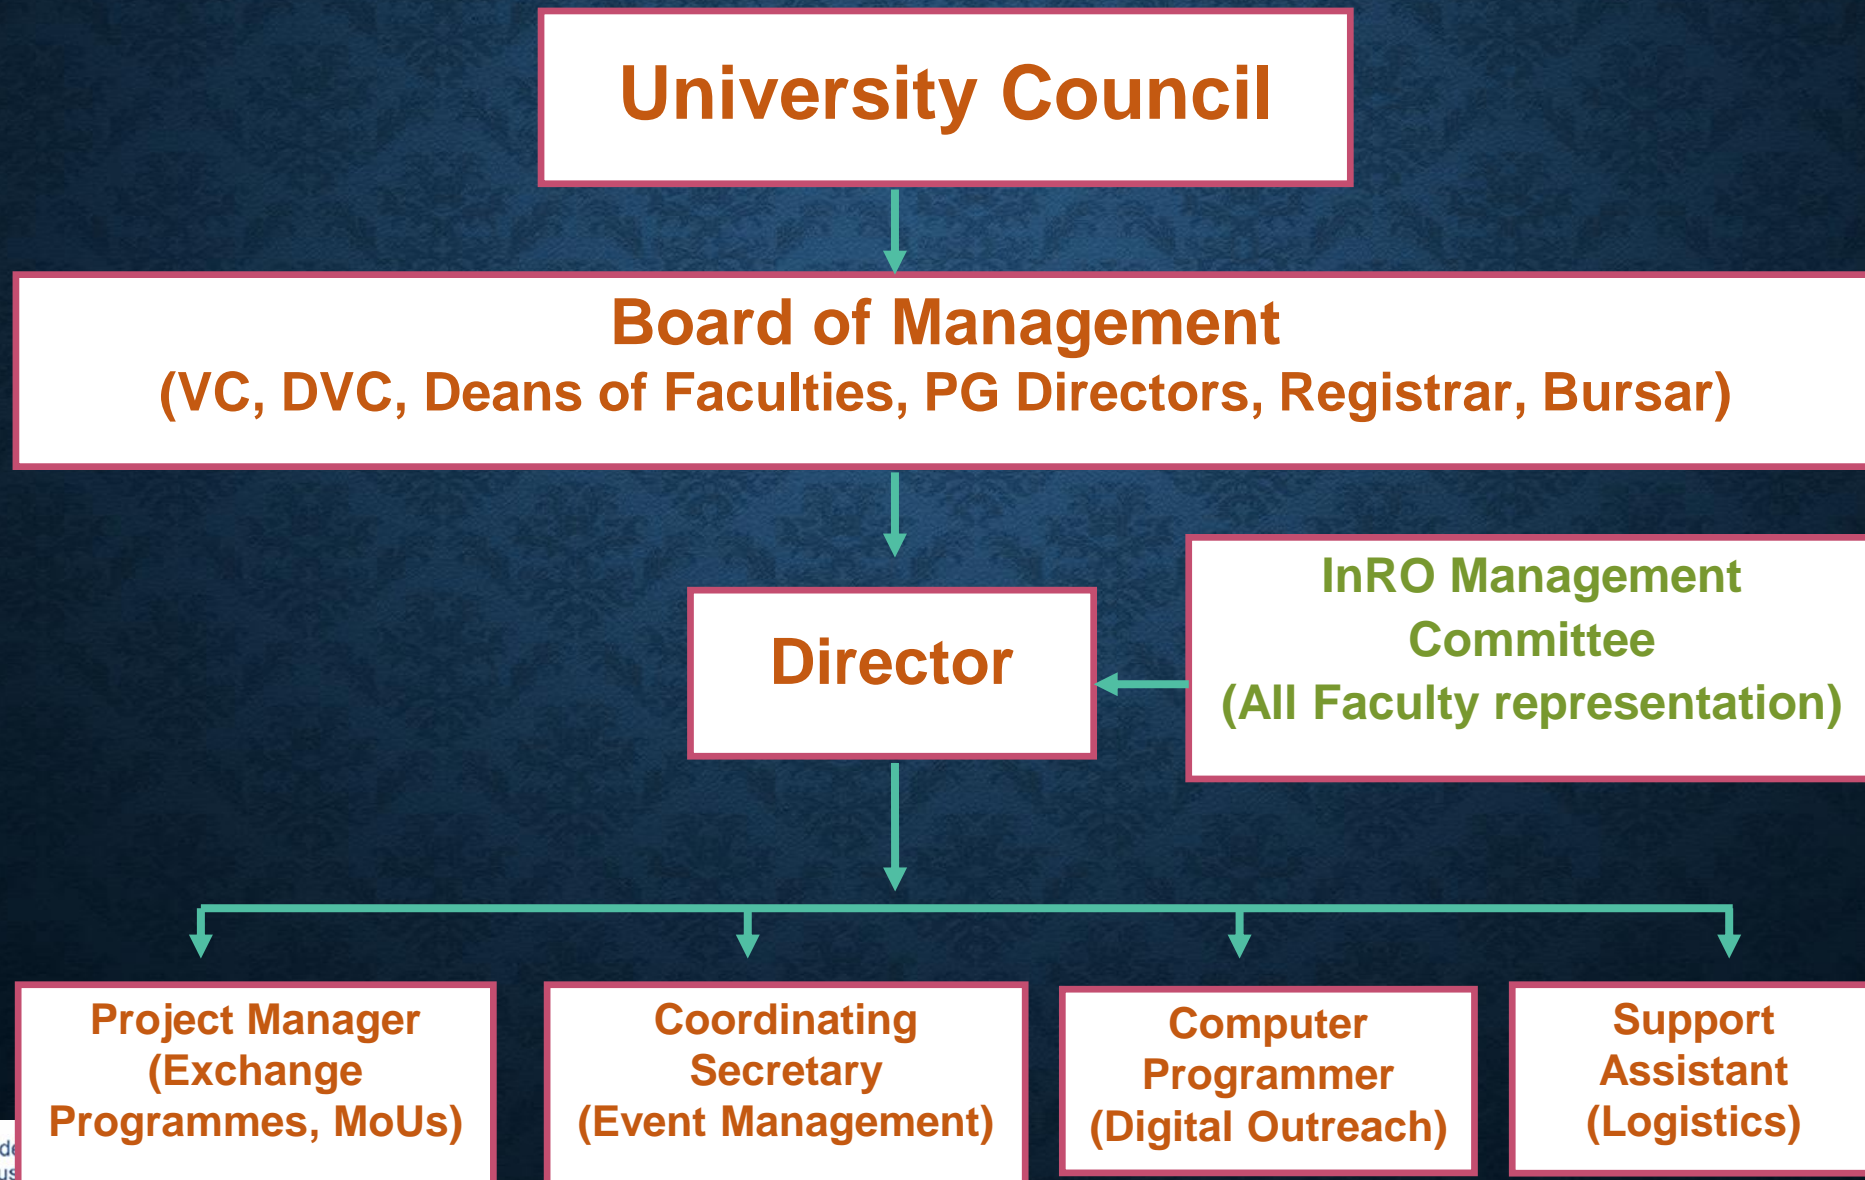 University Council
Board of Management
(VC, DVC, Deans of Faculties, PG Directors, Registrar, Bursar)
Director
InRO Management
Committee
(All Faculty representation)
Project Manager
(Exchange
Programmes, MoUs)
Coordinating
Secretary
(Event Management)
Computer
Programmer
(Digital Outreach)
Support
Assistant
(Logistics)